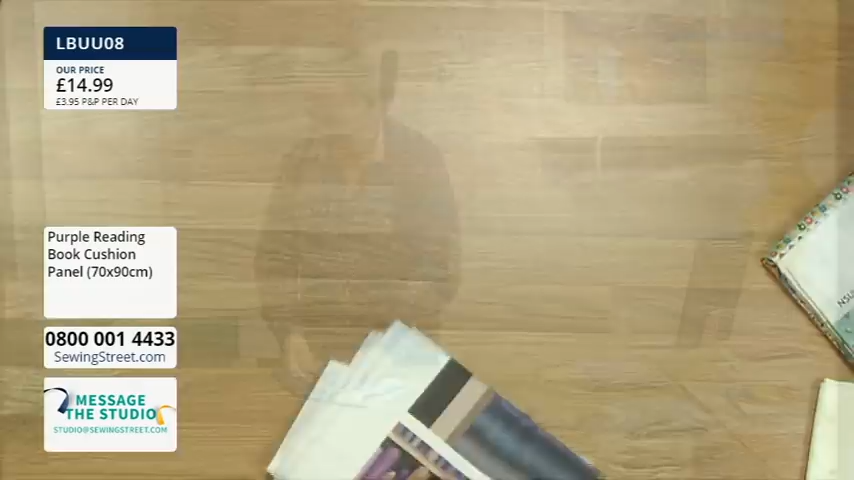 LBUU08
OUR PRICE
£14.99
£3.95 P&P PER DAY
Purple Reading
Book Cushion
Panel (70x90cm)
0800 001 4433
SewingStreet.com
MESSAGE
THE STUDIO
STUDIO@SEWINGSTREET.COM